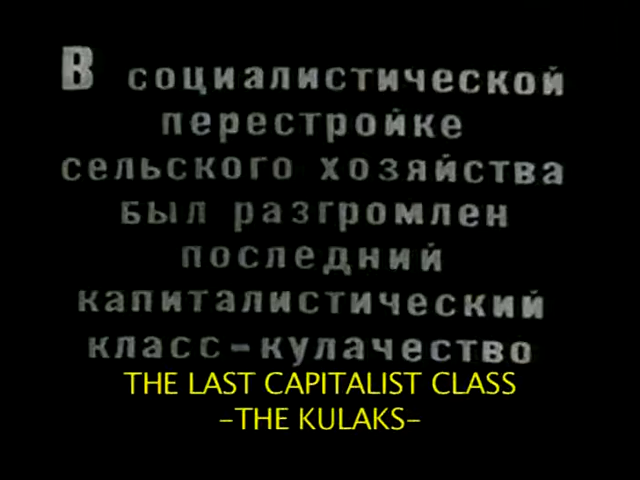 В социалистической
перестройке
сельского хозяйства
был разгромлен
последний
капиталистический
класс–кулачество
THE LAST CAPITALIST CLASS
–THE KULAKS–